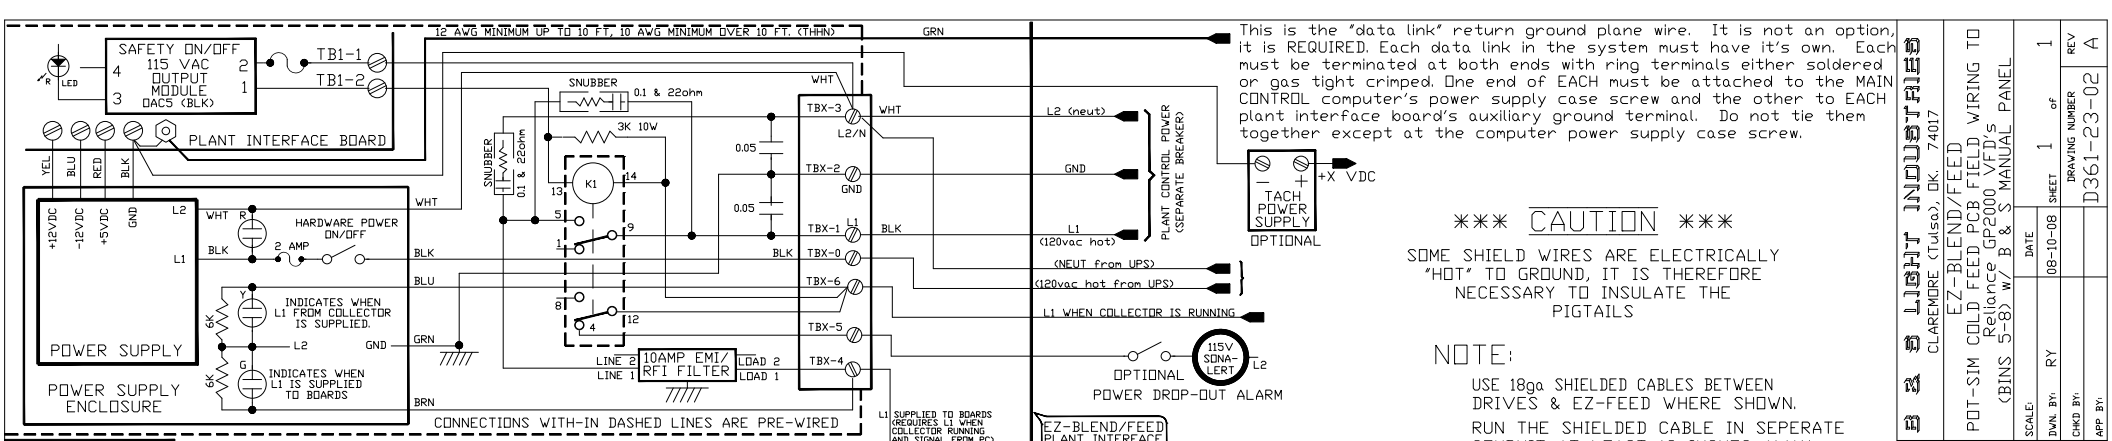 12 AWG MINIMUM UP TO 10 FT, 10 AWG MINIMUM OVER 10 FT. (THHN)
GRN
SAFETY ON/OFF
115 VAC
OUTPUT
MODULE
OAC5 (BLK)
4
3
2
1
R
LED
TB1-1
TB1-2
PLANT INTERFACE BOARD
YEL
BLU
RED
BLK
+12VDC
-12VDC
+5VDC
GND
L2
L1
POWER SUPPLY
POWER SUPPLY
ENCLOSURE
WHT
R
BLK
2 AMP
HARDWARE POWER
ON/OFF
Y
INDICATES WHEN
L1 FROM COLLECTOR
IS SUPPLIED.
6K
L2
6K
G
INDICATES WHEN
L1 IS SUPPLIED
TO BOARDS
GND
WHT
BLK
BLU
GRN
BRN
SNUBBER
0.1 & 22ohm
SNUBBER
0.1 & 22ohm
3K 10W
K1
13
14
5
9
1
8
12
4
LINE 2
LINE 1
10AMP EMI/
RFI FILTER
LOAD 2
LOAD 1
CONNECTIONS WITH-IN DASHED LINES ARE PRE-WIRED
0.05
0.05
WHT
TBX-3
L2/N
TBX-2
GND
L1
TBX-1
BLK
TBX-0
TBX-6
TBX-5
TBX-4
WHT
BLK
L1 SUPPLIED TO BOARDS
(REQUIRES L1 WHEN
COLLECTOR RUNNING
AND SIGNAL FROM PC)
L2 (neut)
GND
L1
(120vac hot)
PLANT CONTROL POWER
(SEPARATE BREAKER)
(NEUT from UPS)
(120vac hot from UPS)
L1 WHEN COLLECTOR IS RUNNING
OPTIONAL
115V
SONA-
LERT
L2
POWER DROP-OUT ALARM
EZ-BLEND/FEED
PLANT INTERFACE
This is the "data link" return ground plane wire. It is not an option,
it is REQUIRED. Each data link in the system must have it's own. Each
must be terminated at both ends with ring terminals either soldered
or gas tight crimped. One end of EACH must be attached to the MAIN
CONTROL computer's power supply case screw and the other to EACH
plant interface board's auxiliary ground terminal. Do not tie them
together except at the computer power supply case screw.
- +
TACH
POWER
SUPPLY
OPTIONAL
+X VDC
*** CAUTION ***
SOME SHIELD WIRES ARE ELECTRICALLY
"HOT" TO GROUND, IT IS THEREFORE
NECESSARY TO INSULATE THE
PIGTAILS
NOTE:
USE 18ga SHIELDED CABLES BETWEEN
DRIVES & EZ-FEED WHERE SHOWN.
RUN THE SHIELDED CABLE IN SEPERATE
B & B LIGHT INDUSTRIES
CLAREMORE (Tulsa), OK. 74017
EZ-BLEND/FEED
POT-SIM COLD FEED PCB FIELD WIRING TO
Reliance GP2000 VFD's
(BINS 5-8) w/ B & S MANUAL PANEL
SCALE:
DATE
08-10-08
SHEET 1 of 1
DWN. BY: RY
CHKD BY:
APP BY:
DRAWING NUMBER
D361-23-02
REV
A